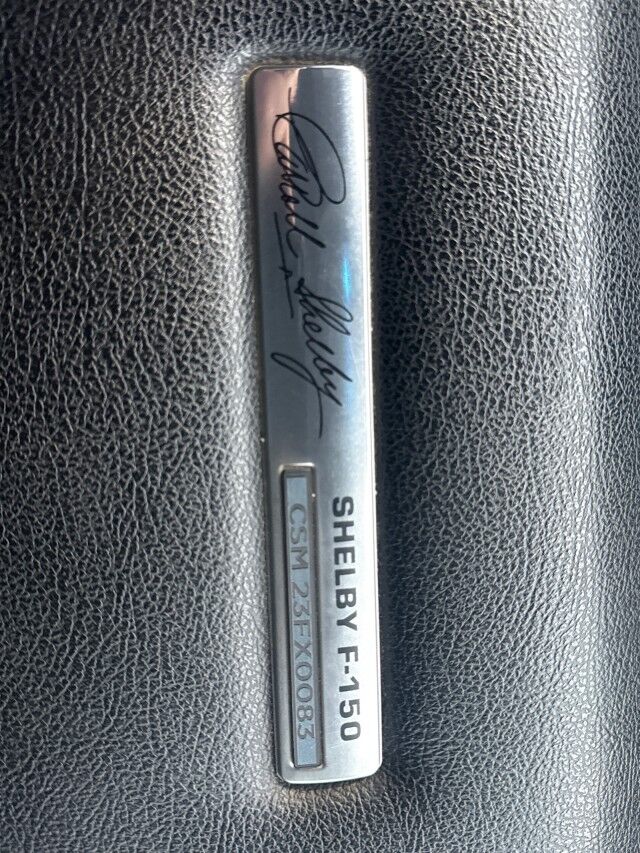 Carroll Shelby
SHELBY F-150
CSM 23FX0083